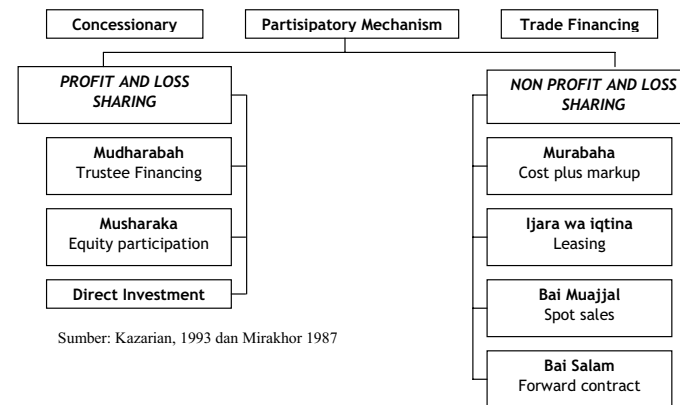 Concessionary
Partisipatory Mechanism
Trade Financing
PROFIT AND LOSS
SHARING
NON PROFIT AND LOSS
SHARING
Mudharabah
Trustee Financing
Murabaha
Cost plus markup
Musharaka
Equity participation
Ijara wa iqtina
Leasing
Direct Investment
Bai Muajjal
Spot sales
Sumber: Kazarian, 1993 dan Mirakhor 1987
Bai Salam
Forward contract